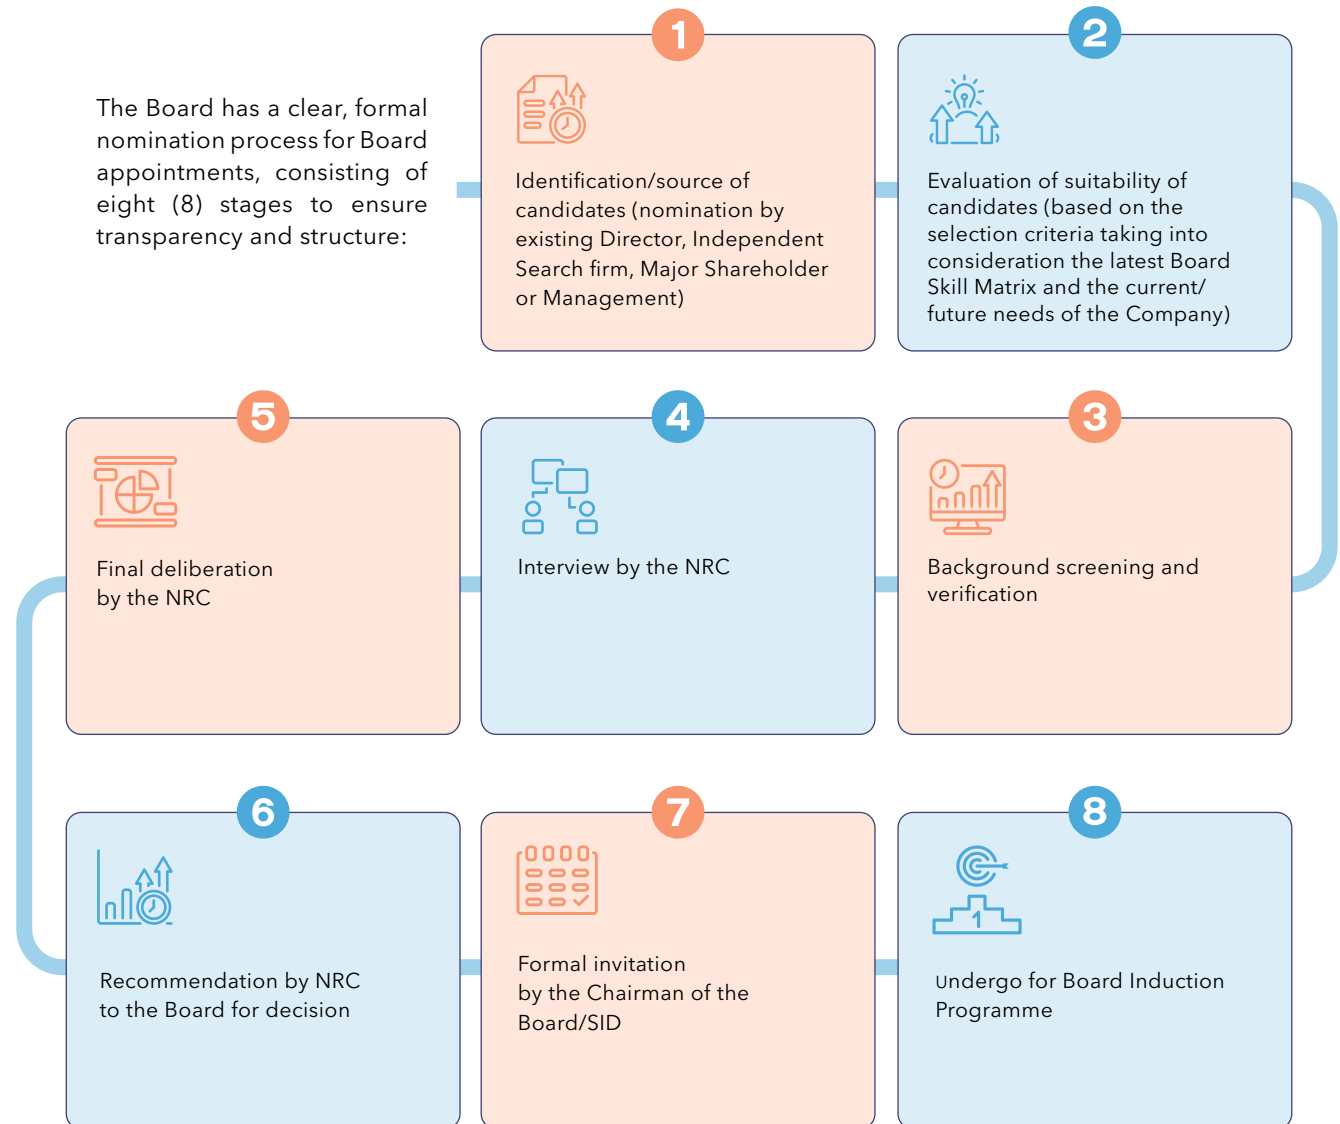 The Board has a clear, formal
nomination process for Board
appointments, consisting of
eight (8) stages to ensure
transparency and structure:
1
Identification/source of
candidates (nomination by
existing Director, Independent
Search firm, Major Shareholder
or Management)
2
Evaluation of suitability of
candidates (based on the
selection criteria taking into
consideration the latest Board
Skill Matrix and the current/
future needs of the Company)
3
Background screening and
verification
4
Interview by the NRC
5
Final deliberation
by the NRC
6
Recommendation by NRC
to the Board for decision
7
Formal invitation
by the Chairman of the
Board/SID
8
1
Undergo for Board Induction
Programme